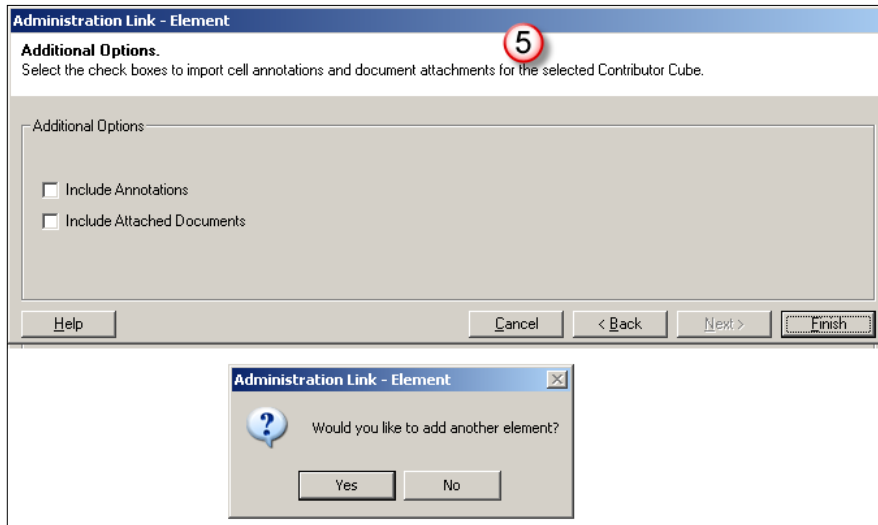 Administration Link - Element
Additional Options.
5
Select the check boxes to import cell annotations and document attachments for the selected Contributor Cube.
Additional Options
Include Annotations
Include Attached Documents
Help
Cancel
< Back
Next >
Finish
Administration Link - Element
?
Would you like to add another element?
Yes
No